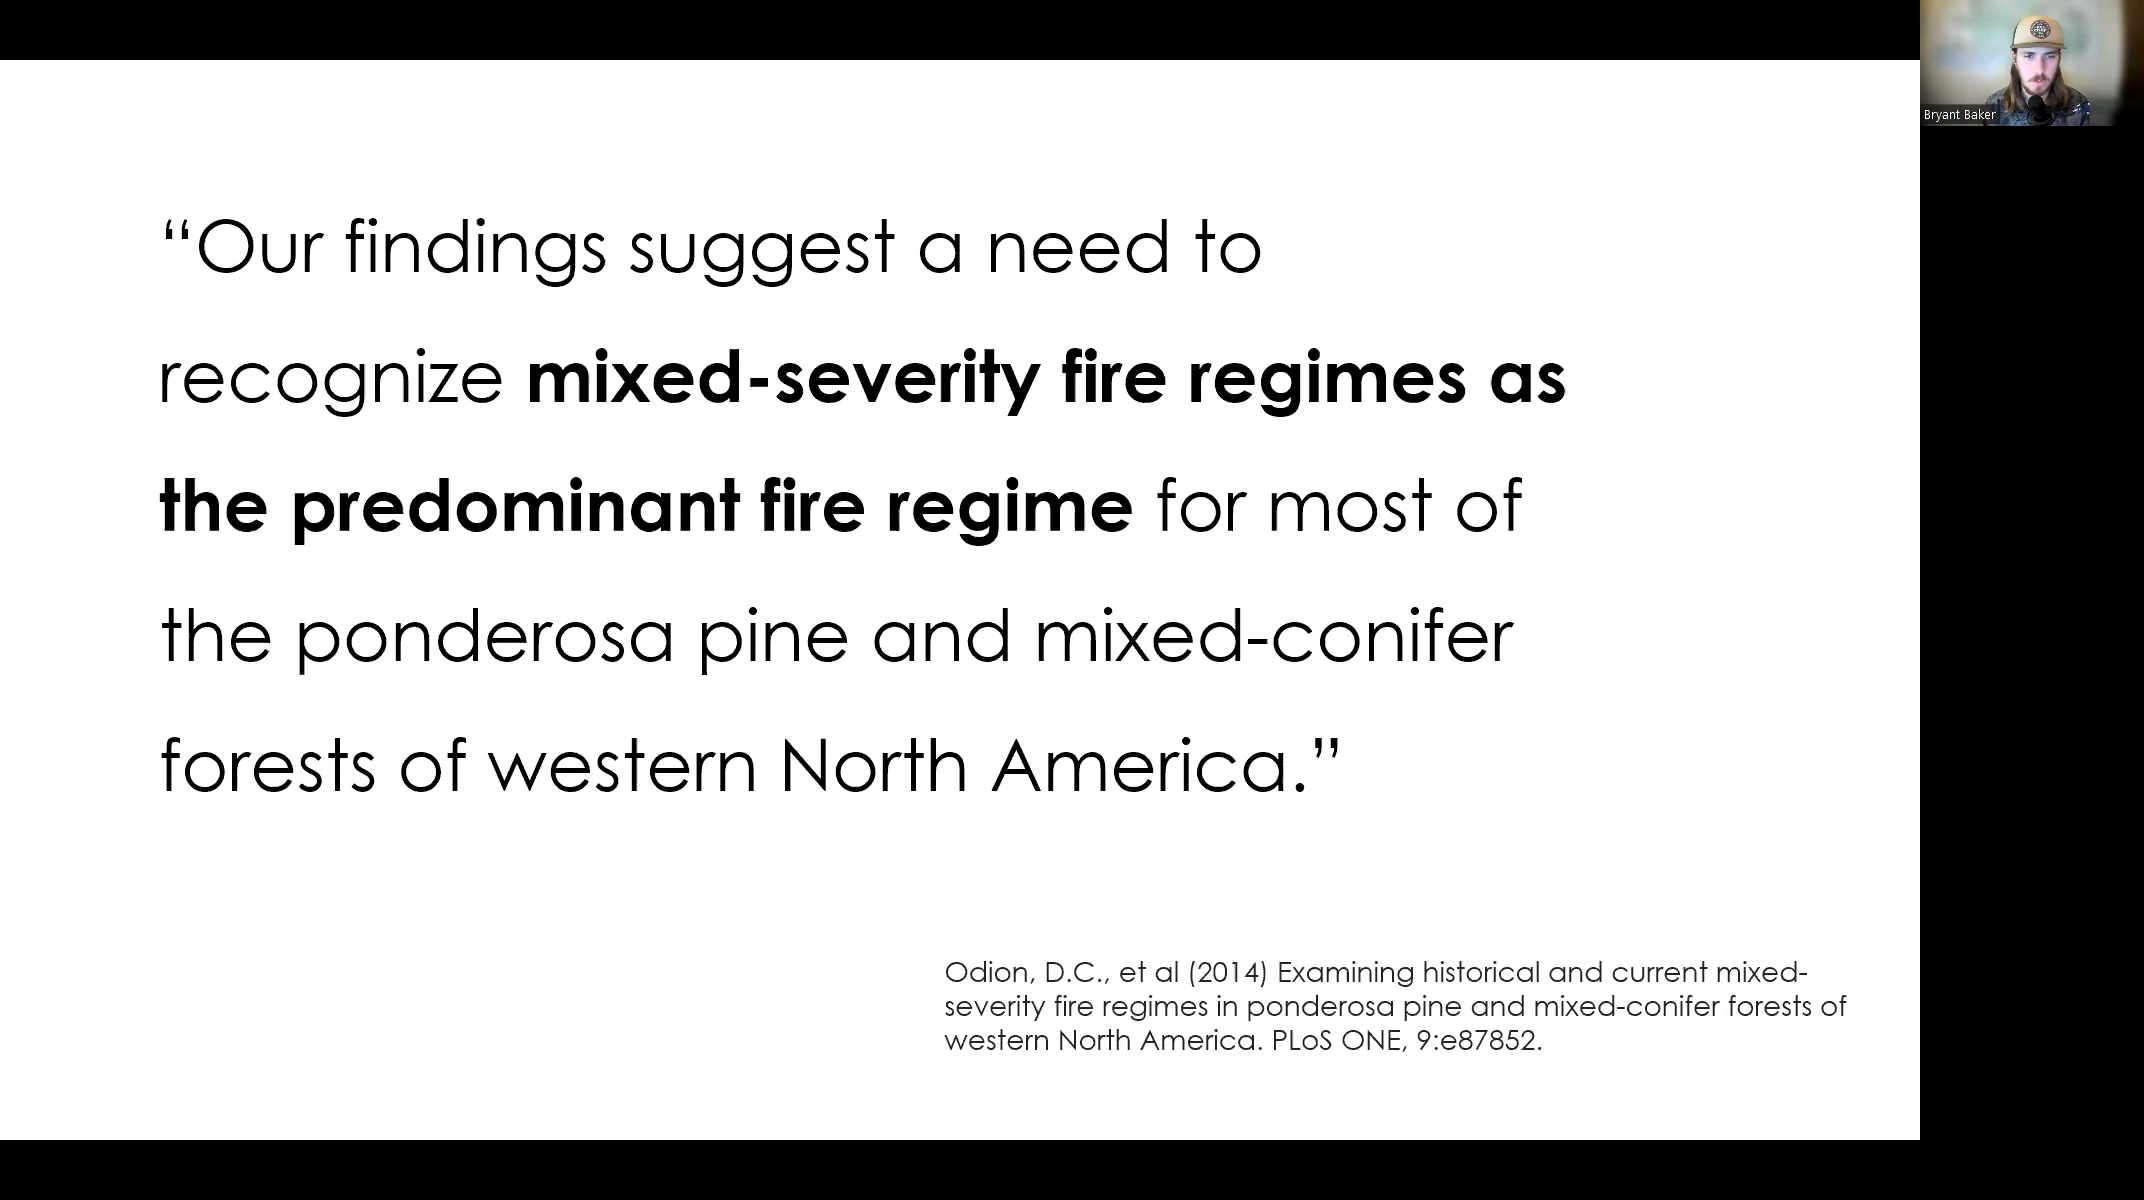 Bryant Baker
“Our findings suggest a need to
recognize mixed-severity fire regimes as
the predominant fire regime for most of
the ponderosa pine and mixed-conifer
forests of western North America.”
Odion, D.C., et al (2014) Examining historical and current mixed-
severity fire regimes in ponderosa pine and mixed-conifer forests of
western North America. PLoS ONE, 9:e87852.